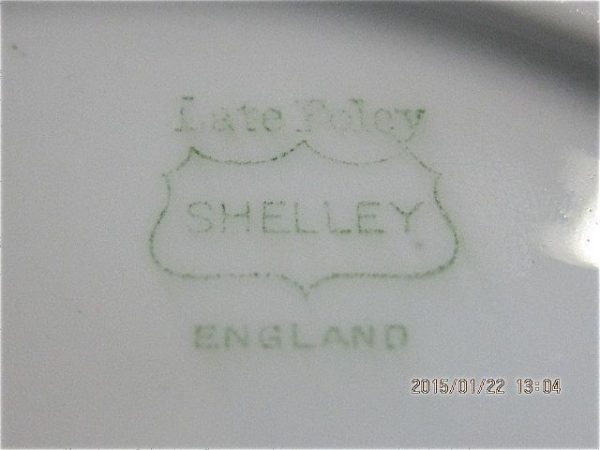 Late Foley
SHELLEY
ENGLAND
2015/01/22 13:04